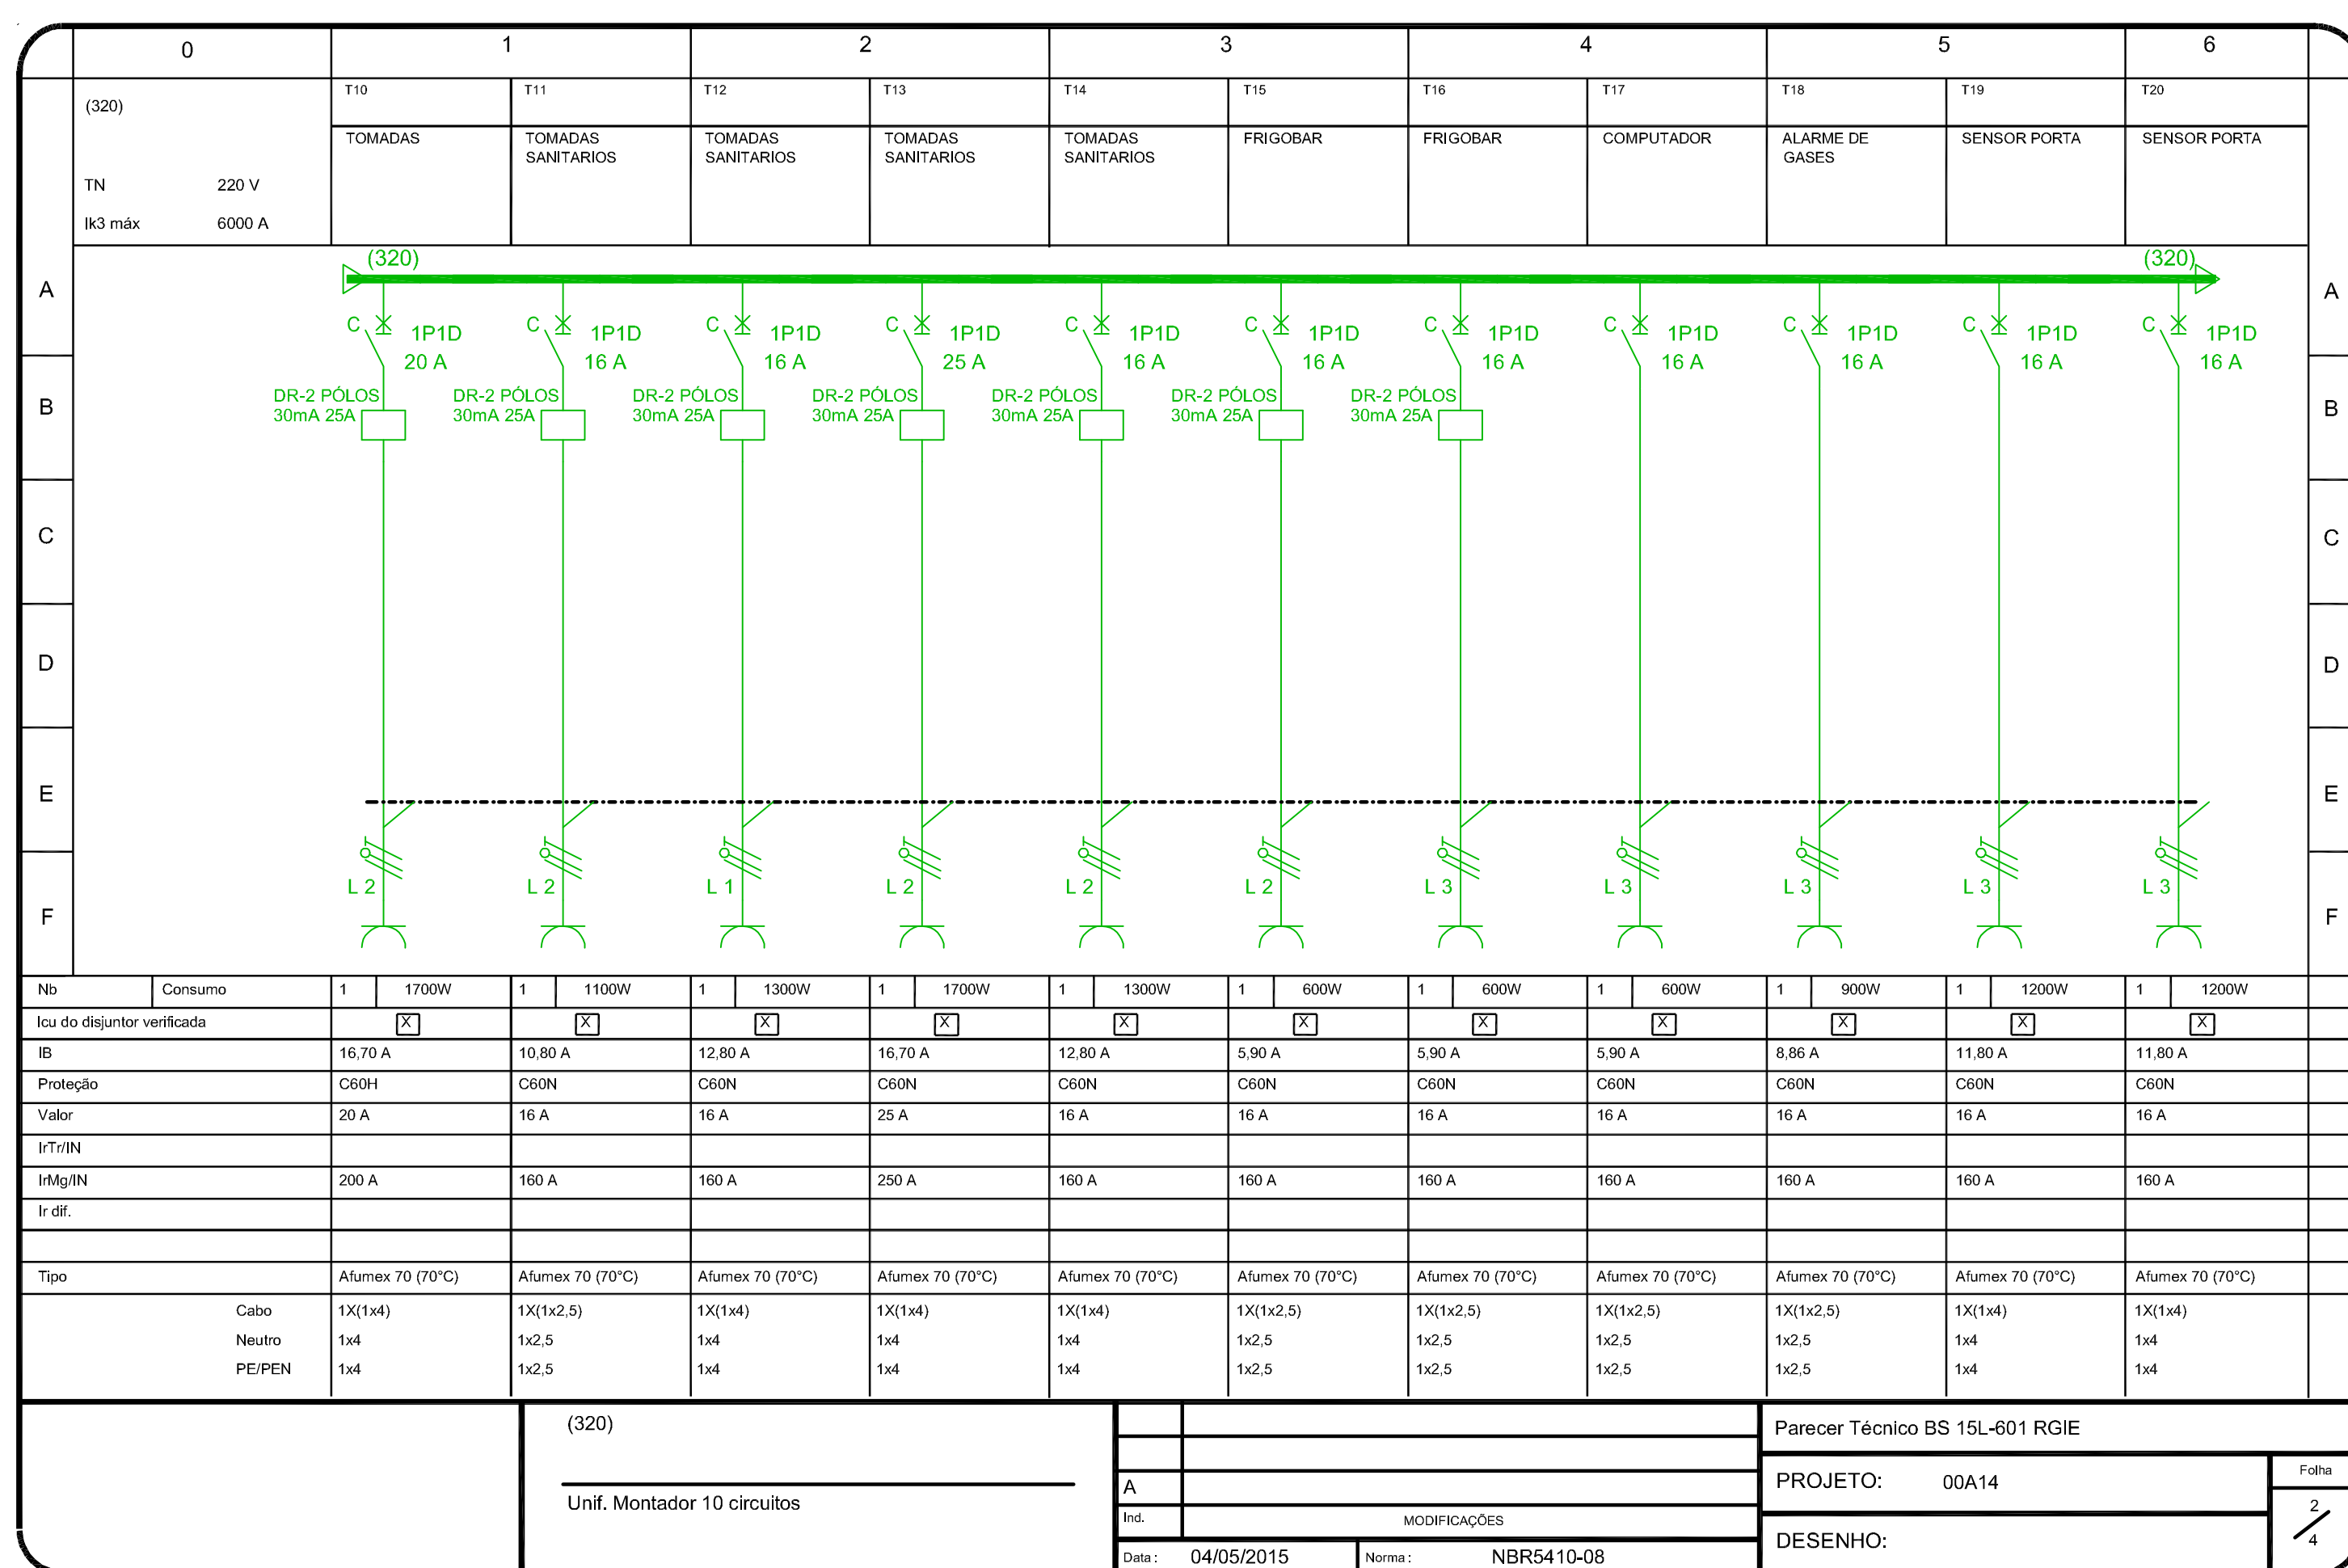 0 1 2 3 4 5 6
(320)
TN 220 V
Ik3 máx 6000 A
T10 T11 T12 T13 T14 T15 T16 T17 T18 T19 T20
TOMADAS
TOMADAS
SANITARIOS
TOMADAS
SANITARIOS
TOMADAS
SANITARIOS
TOMADAS
SANITARIOS
FRIGOBAR
FRIGOBAR
COMPUTADOR
ALARME DE
GASES
SENSOR PORTA
SENSOR PORTA
(320) (320)
A A
C C C C C C C C C C C
1P1D 1P1D 1P1D 1P1D 1P1D 1P1D 1P1D 1P1D 1P1D 1P1D 1P1D
20 A 16 A 16 A 25 A 16 A 16 A 16 A 16 A 16 A 16 A 16 A
DR-2 PÓLOS DR-2 PÓLOS DR-2 PÓLOS DR-2 PÓLOS DR-2 PÓLOS DR-2 PÓLOS DR-2 PÓLOS
30mA 25A 30mA 25A 30mA 25A 30mA 25A 30mA 25A 30mA 25A 30mA 25A
B B
C C
D D
E E
L 2 L 2 L 1 L 2 L 2 L 2 L 3 L 3 L 3 L 3 L 3
F F
Nb Consumo 1 1700W 1 1100W 1 1300W 1 1700W 1 1300W 1 600W 1 600W 1 600W 1 900W 1 1200W 1 1200W
Icu do disjuntor verificada X X X X X X X X X X X
IB 16,70 A 10,80 A 12,80 A 16,70 A 12,80 A 5,90 A 5,90 A 5,90 A 8,86 A 11,80 A 11,80 A
Proteção C60H C60N C60N C60N C60N C60N C60N C60N C60N C60N C60N
Valor 20 A 16 A 16 A 25 A 16 A 16 A 16 A 16 A 16 A 16 A 16 A
IrTr/IN
IrMg/IN 200 A 160 A 160 A 250 A 160 A 160 A 160 A 160 A 160 A 160 A 160 A
Ir dif.
Tipo Afumex 70 (70°C) Afumex 70 (70°C) Afumex 70 (70°C) Afumex 70 (70°C) Afumex 70 (70°C) Afumex 70 (70°C) Afumex 70 (70°C) Afumex 70 (70°C) Afumex 70 (70°C) Afumex 70 (70°C) Afumex 70 (70°C)
Cabo 1X(1x4) 1X(1x2,5) 1X(1x4) 1X(1x4) 1X(1x4) 1X(1x2,5) 1X(1x2,5) 1X(1x2,5) 1X(1x2,5) 1X(1x4) 1X(1x4)
Neutro 1x4 1x2,5 1x4 1x4 1x4 1x2,5 1x2,5 1x2,5 1x2,5 1x4 1x4
PE/PEN 1x4 1x2,5 1x4 1x4 1x4 1x2,5 1x2,5 1x2,5 1x2,5 1x4 1x4
(320)
Unif. Montador 10 circuitos
A
Ind. MODIFICAÇÕES
Data : 04/05/2015 Norma : NBR5410-08
Parecer Técnico BS 15L-601 RGIE
PROJETO: 00A14
DESENHO:
Folha
2
4